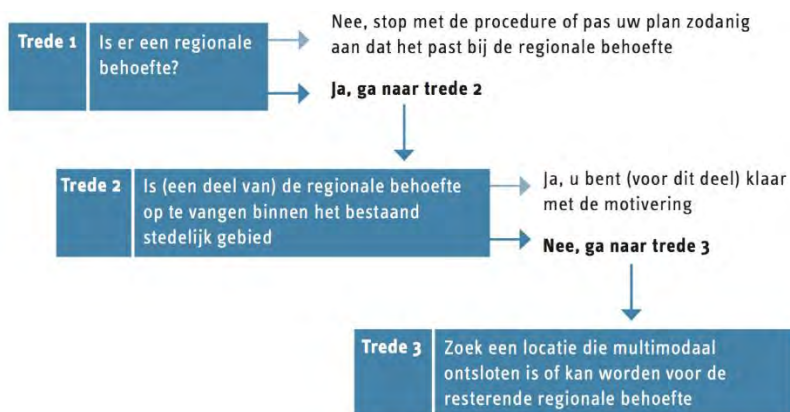 Trede 1
Is er een regionale
behoefte?
Nee, stop met de procedure of pas uw plan zodanig
aan dat het past bij de regionale behoefte
Ja, ga naar trede 2
Trede 2
Is (een deel van) de regionale behoefte
op te vangen binnen het bestaand
stedelijk gebied
Ja, u bent (voor dit deel) klaar
met de motivering
Nee, ga naar trede 3
Trede 3
Zoek een locatie die multimodaal
ontsloten is of kan worden voor de
resterende regionale behoefte